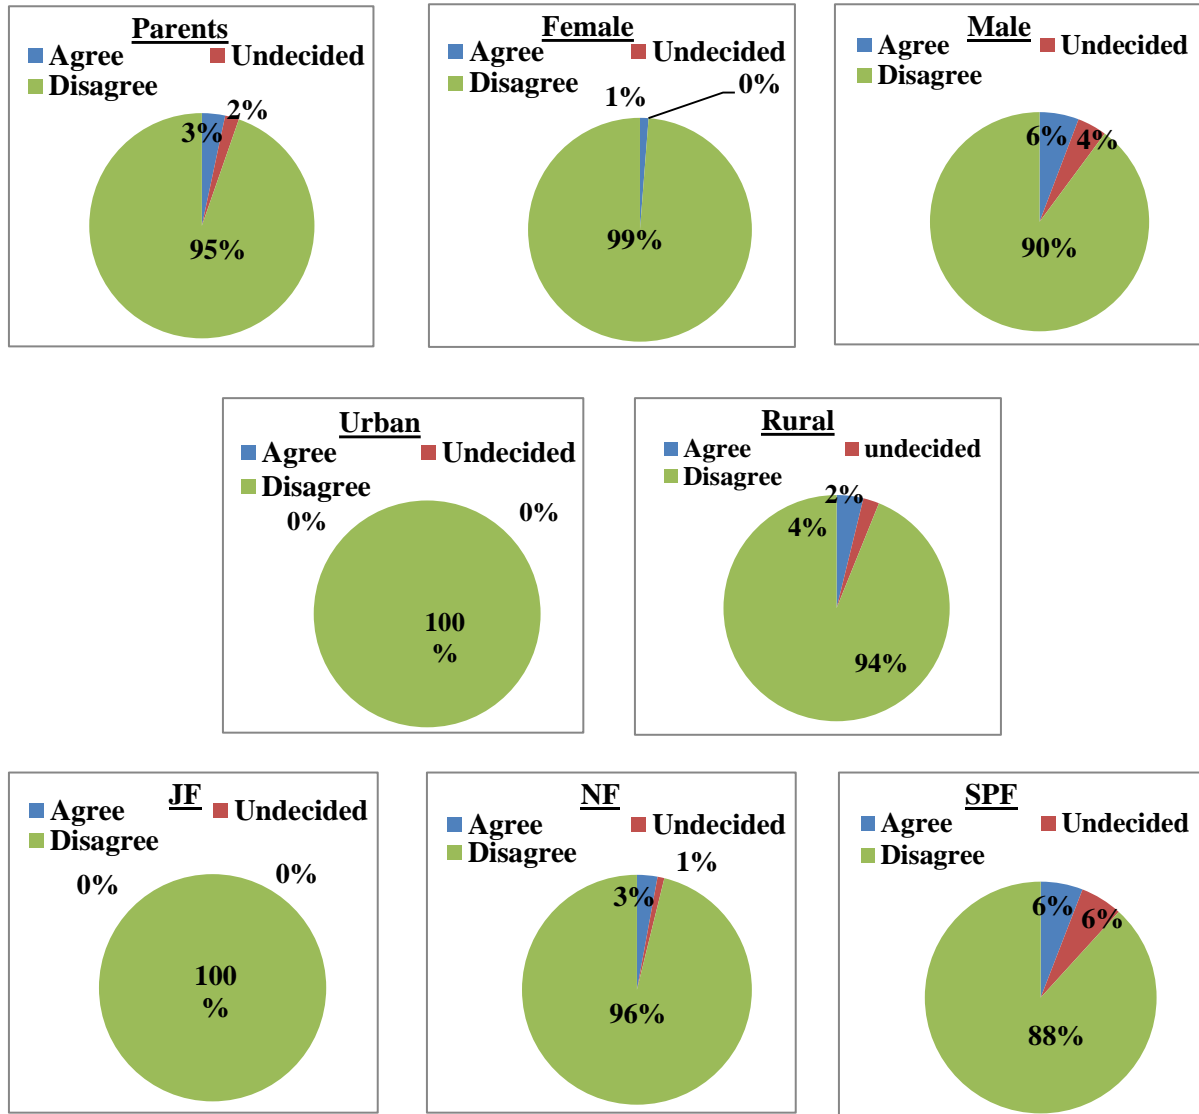 Parents
Agree Undecided
Disagree
2%
3%
95%
Female
Agree Undecided
Disagree
0%
1%
99%
Male
Agree Undecided
Disagree
6% 4%
90%
Urban
Agree Undecided
Disagree
0% 0%
100
%
Rural
Agree undecided
Disagree
2%
4%
94%
JF
Agree Undecided
Disagree
0% 0%
100
%
NF
Agree Undecided
Disagree
1%
3%
96%
SPF
Agree Undecided
Disagree
6% 6%
88%